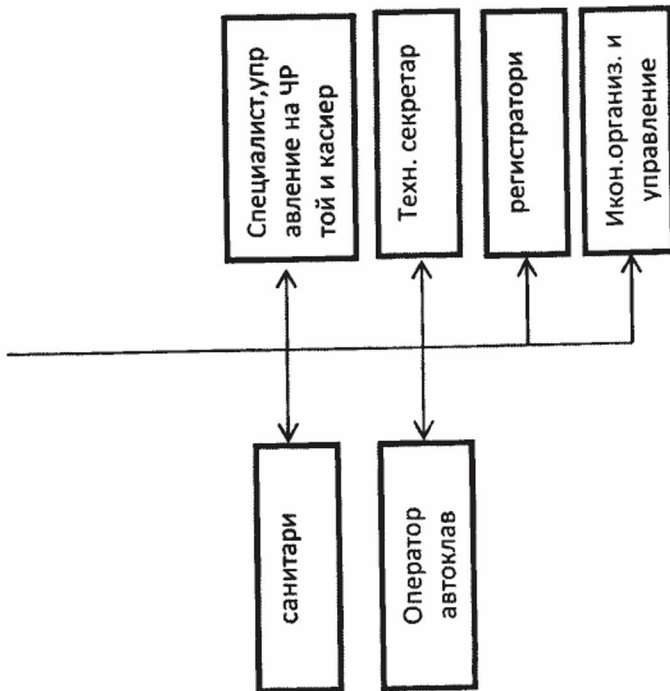 Специалист,упр
авление на ЧР
той и касиер
Техн. секретар
регистратори
Икон.организ. и
управление
санитари
Оператор
автоклав